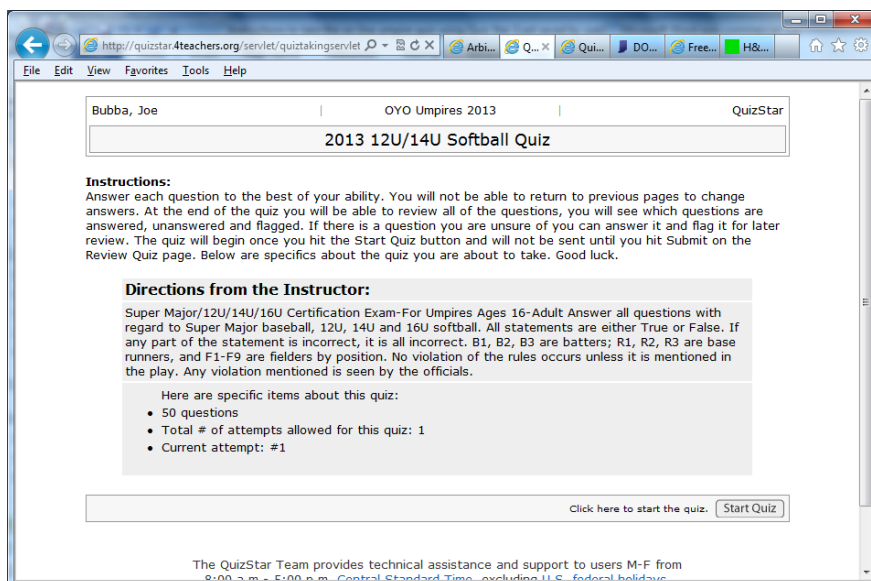 http://quizstar.4teachers.org/servlet/quiztakingservlet
Arbi...
Q...
Qui...
DO...
Free...
H&...
File Edit View Favorites Tools Help
Bubba, Joe | OYO Umpires 2013 | QuizStar
2013 12U/14U Softball Quiz
Instructions:
Answer each question to the best of your ability. You will not be able to return to previous pages to change
answers. At the end of the quiz you will be able to review all of the questions, you will see which questions are
answered, unanswered and flagged. If there is a question you are unsure of you can answer it and flag it for later
review. The quiz will begin once you hit the Start Quiz button and will not be sent until you hit Submit on the
Review Quiz page. Below are specifics about the quiz you are about to take. Good luck.
Directions from the Instructor:
Super Major/12U/14U/16U Certification Exam-For Umpires Ages 16-Adult Answer all questions with
regard to Super Major baseball, 12U, 14U and 16U softball. All statements are either True or False. If
any part of the statement is incorrect, it is all incorrect. B1, B2, B3 are batters; R1, R2, R3 are base
runners, and F1-F9 are fielders by position. No violation of the rules occurs unless it is mentioned in
the play. Any violation mentioned is seen by the officials.
Here are specific items about this quiz:
• 50 questions
• Total # of attempts allowed for this quiz: 1
• Current attempt: #1
Click here to start the quiz. Start Quiz
The QuizStar Team provides technical assistance and support to users M-F from
8:00 a.m - 5:00 p.m. Central Standard Time, excluding U.S. federal holidays